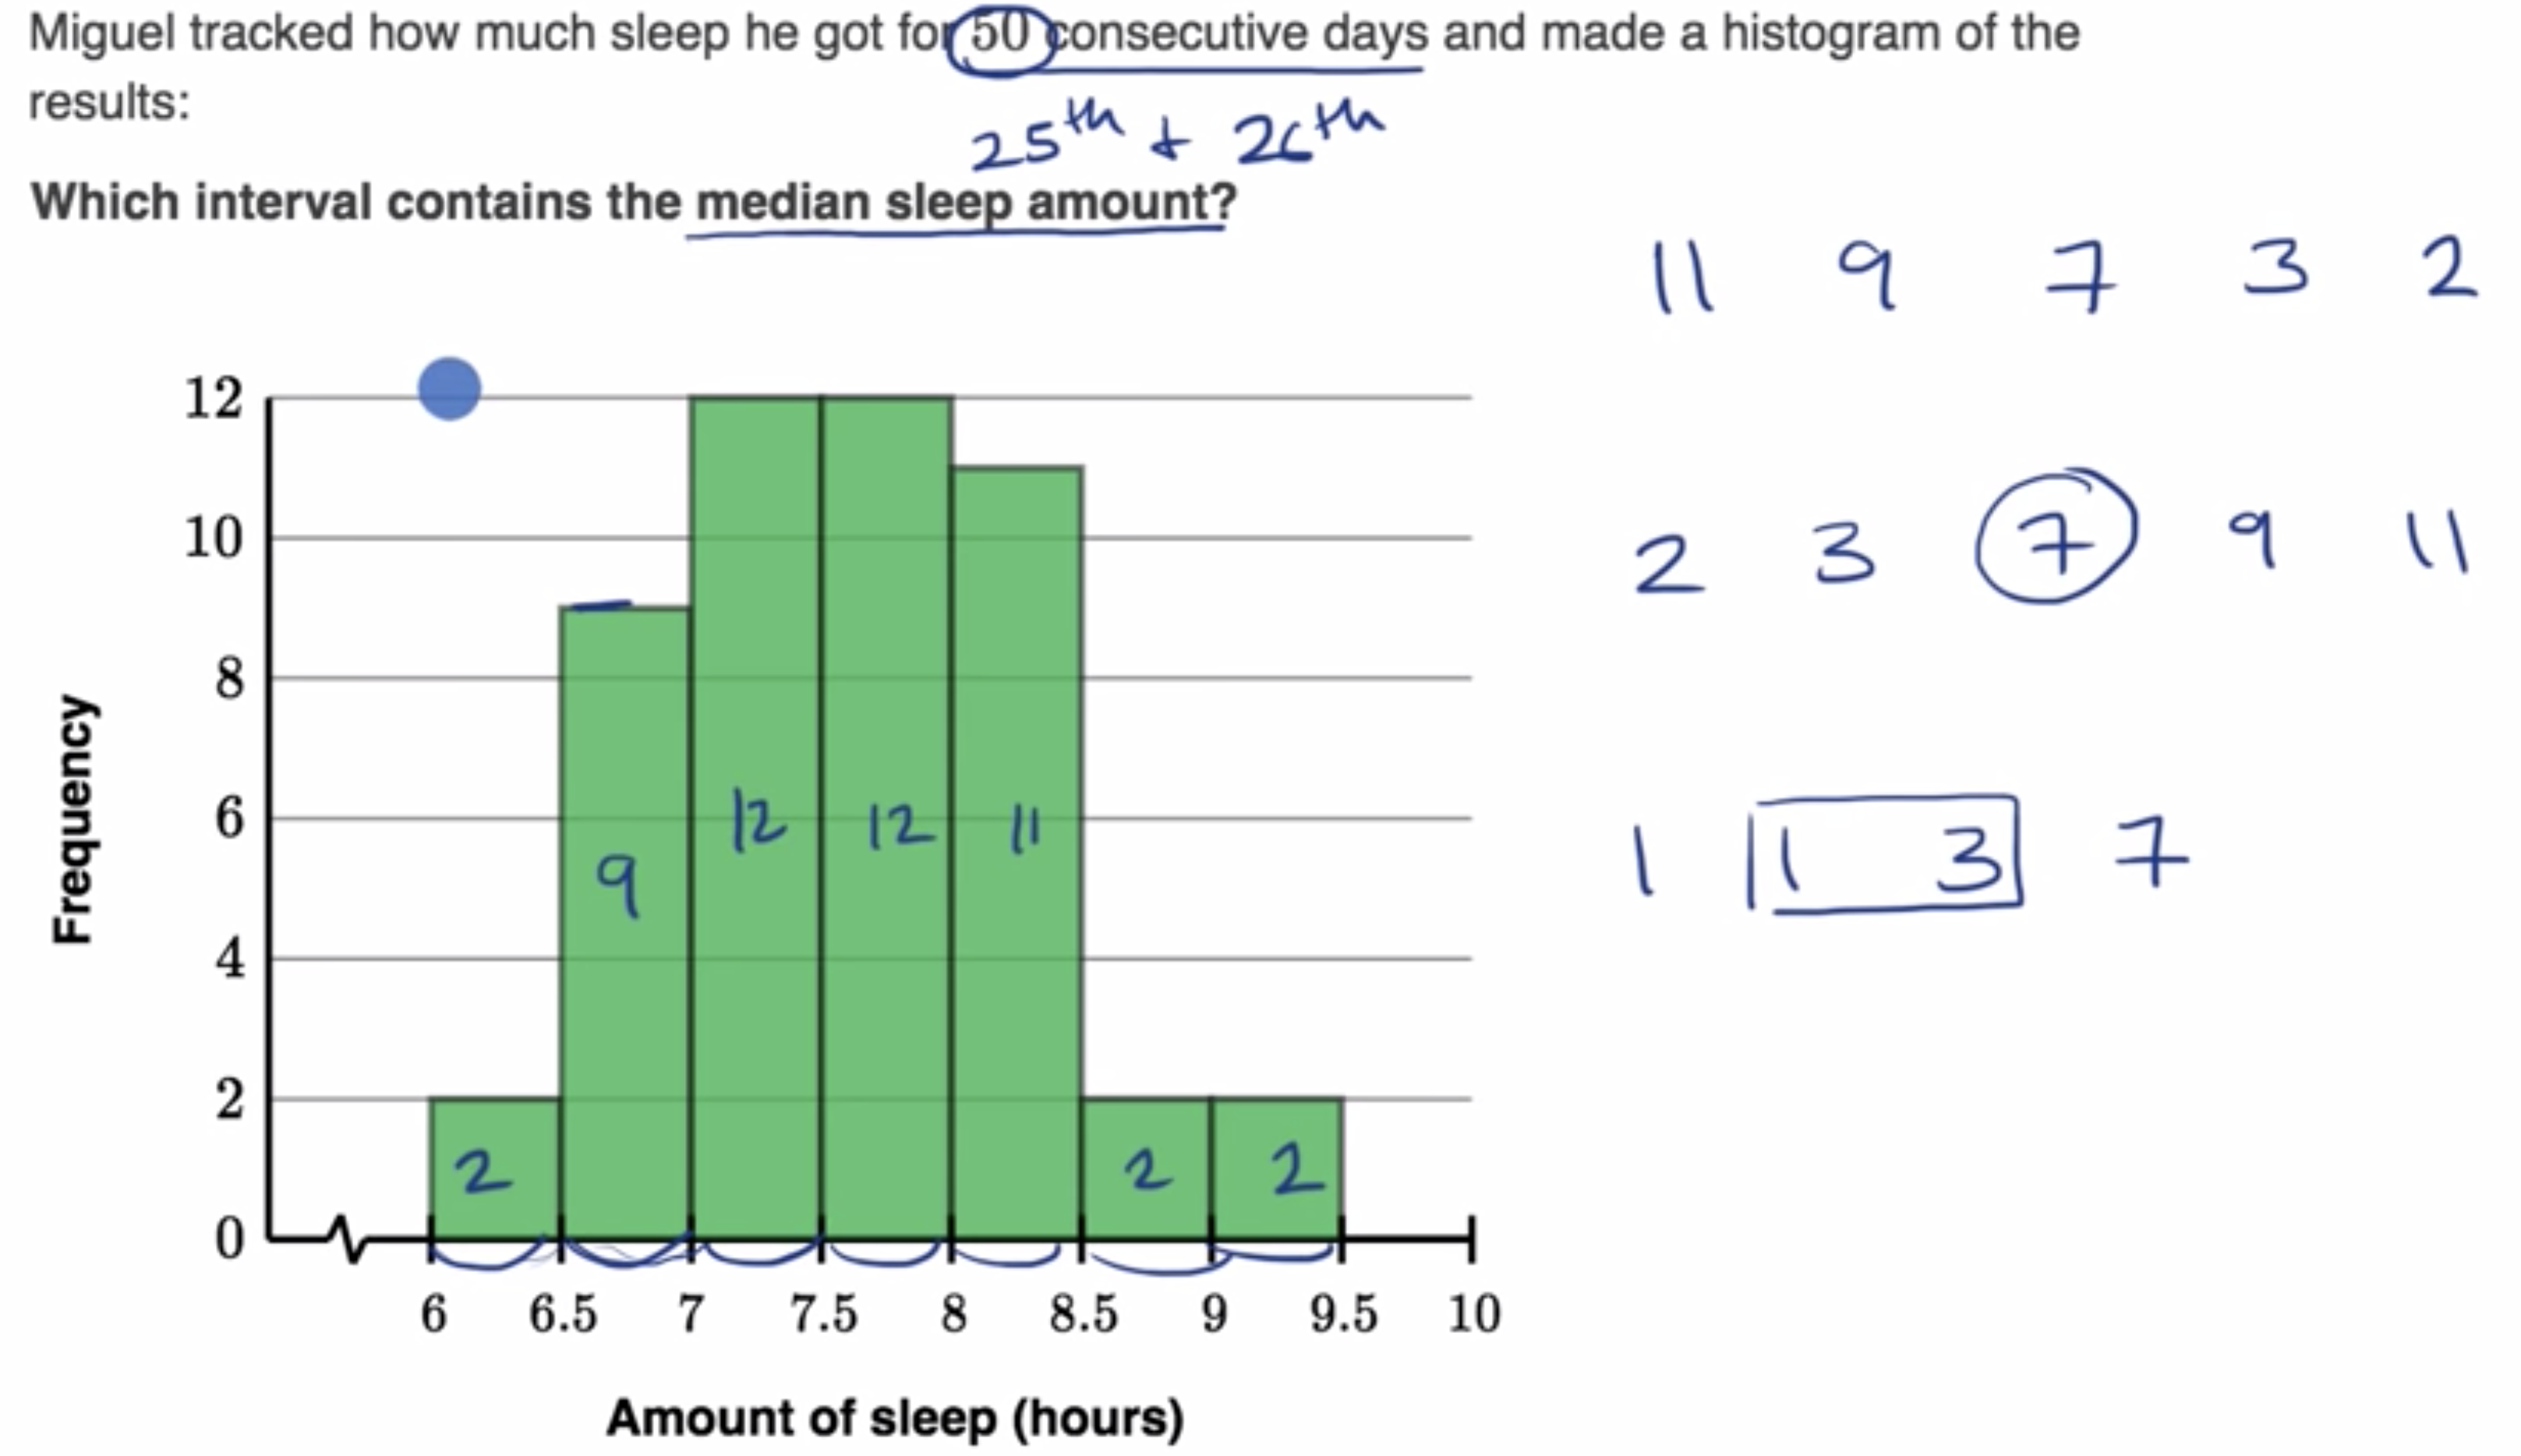 Miguel tracked how much sleep he got for 50 consecutive days and made a histogram of the
results:
25th + 26th
Which interval contains the median sleep amount?
11 9 7 3 2
2 3 7 9 11
1 1 3 7
12
10
8
6
4
2
0
Frequency
2 9 12 12 11 2 2
6 6.5 7 7.5 8 8.5 9 9.5 10
Amount of sleep (hours)